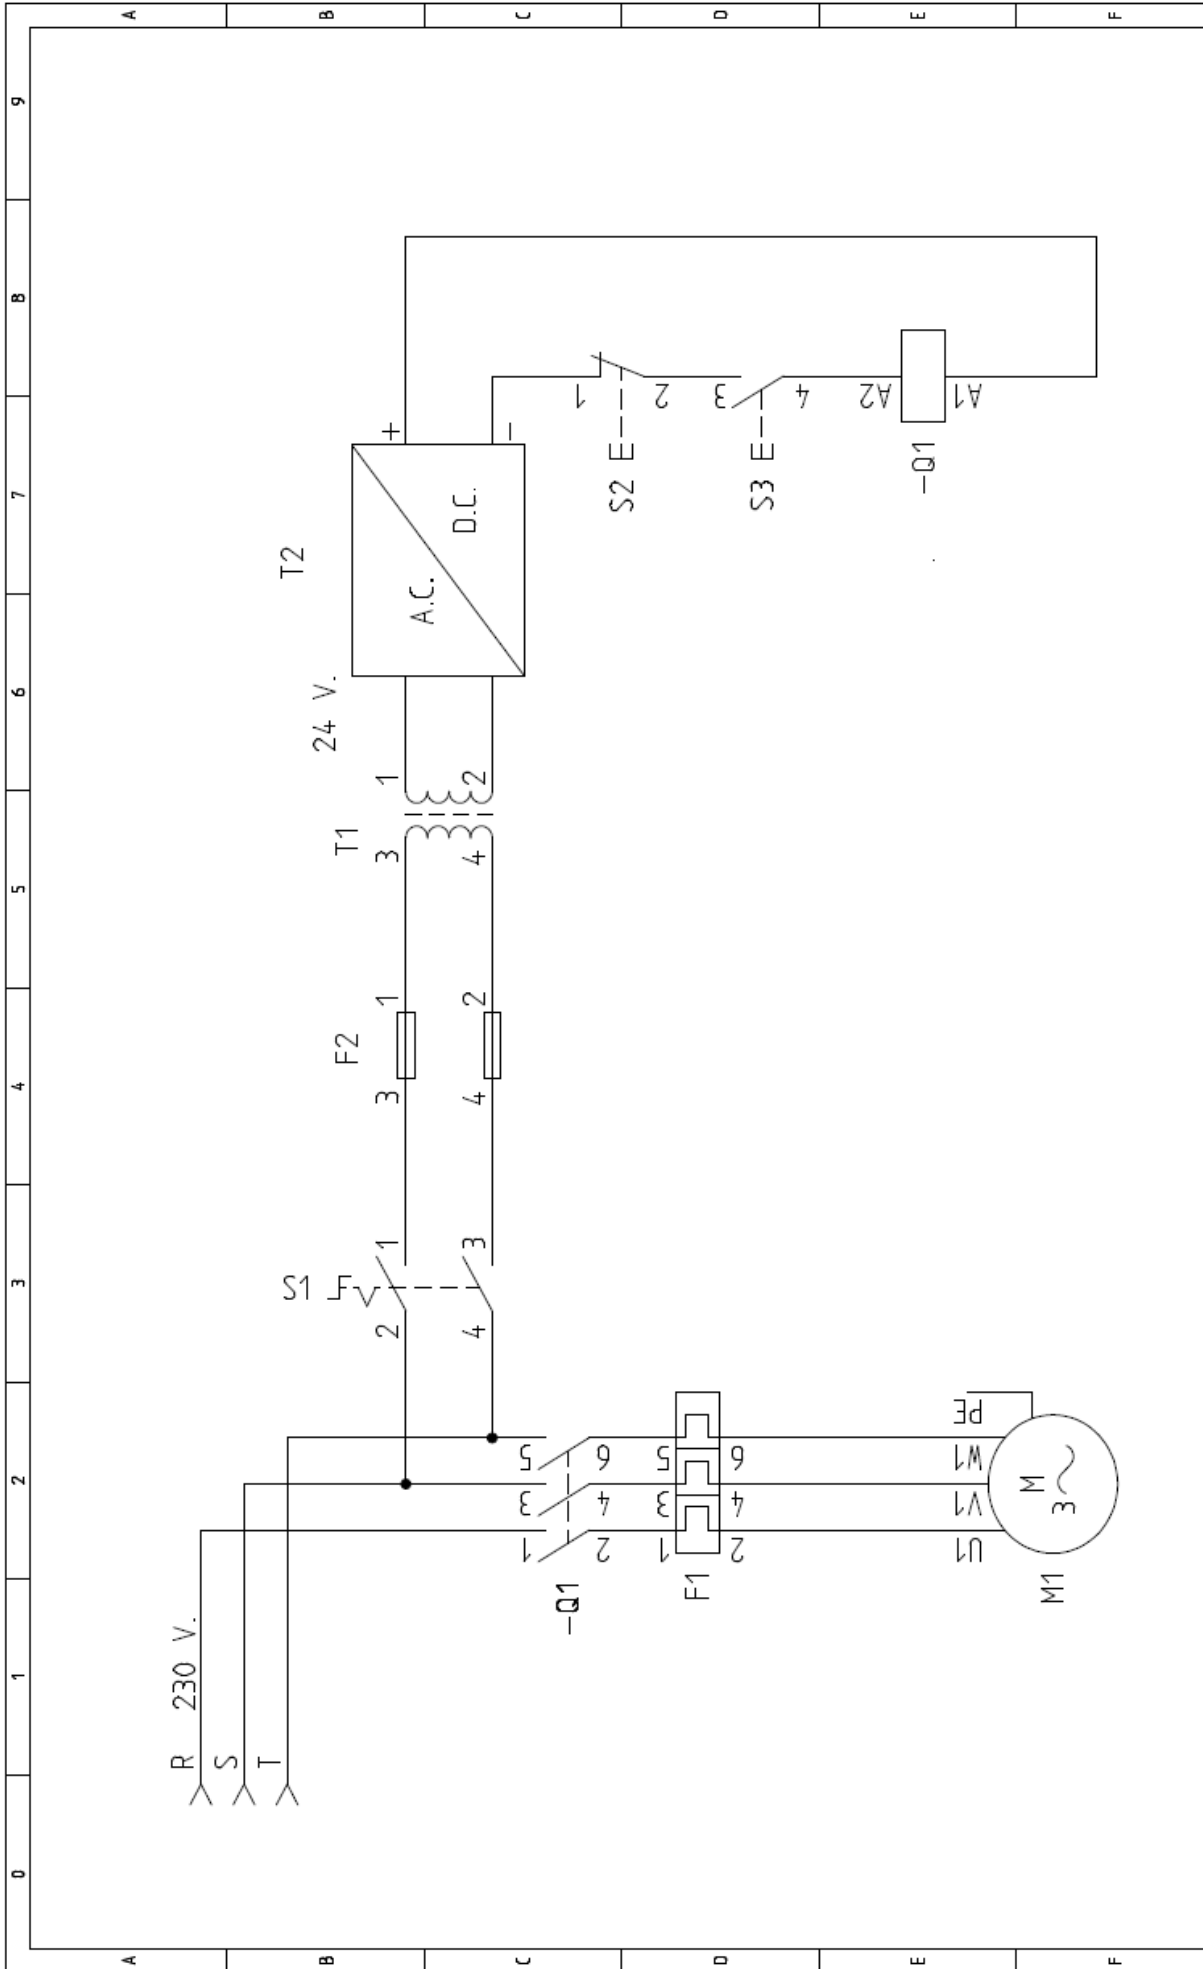 A B C D E F
0 1 2 3 4 5 6 7 8 9
R 230 V.
S
T
-Q1
1 2
3 4
5 6
F1
1 2
3 4
5 6
M1
U1
V1
W1
PE
M
3~
S1
2 1
4 3
F2
3 1
4 2
T1
3 1
4 2
24 V.
T2
A.C.
D.C.
+
-
S2
1 2
S3
3 4
-Q1
A2
A1
A B C D E F